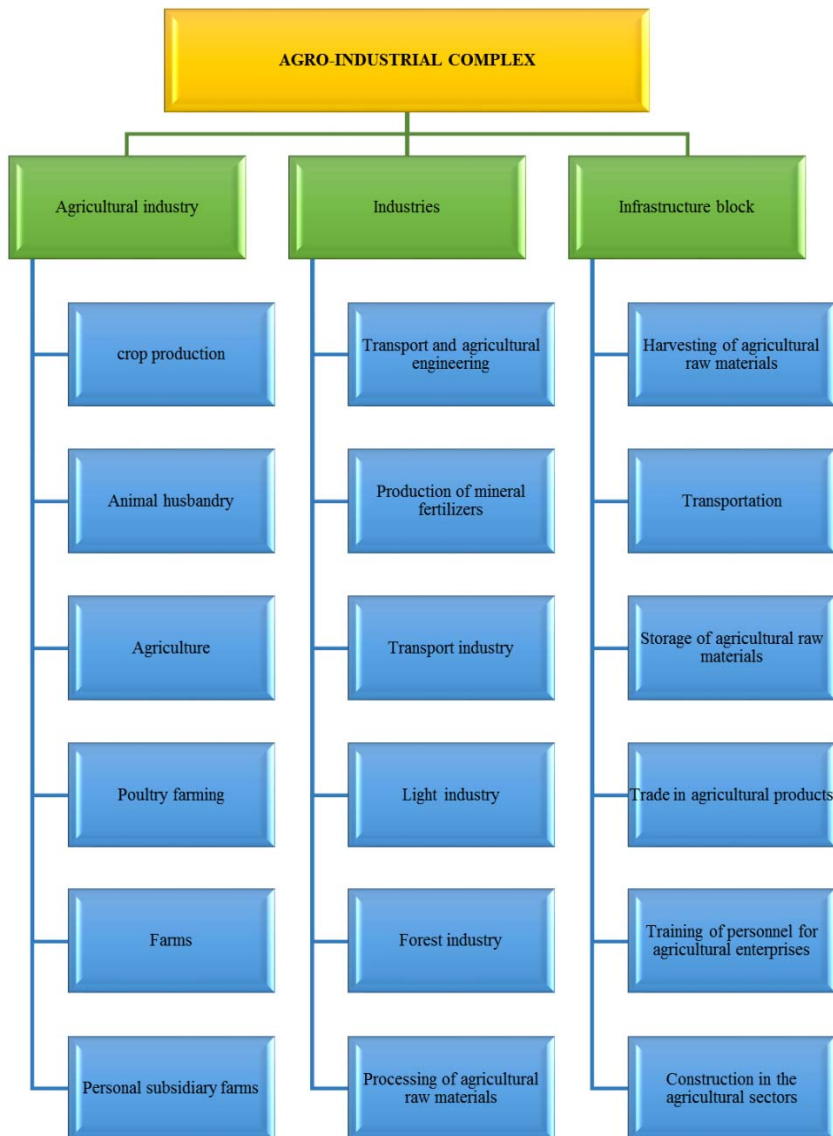 AGRO-INDUSTRIAL COMPLEX
Agricultural industry
Industries
Infrastructure block
crop production
Transport and agricultural
engineering
Harvesting of agricultural
raw materials
Animal husbandry
Production of mineral
fertilizers
Transportation
Agriculture
Transport industry
Storage of agricultural raw
materials
Poultry farming
Light industry
Trade in agricultural products
Farms
Forest industry
Training of personnel for
agricultural enterprises
Personal subsidiary farms
Processing of agricultural
raw materials
Construction in the
agricultural sectors